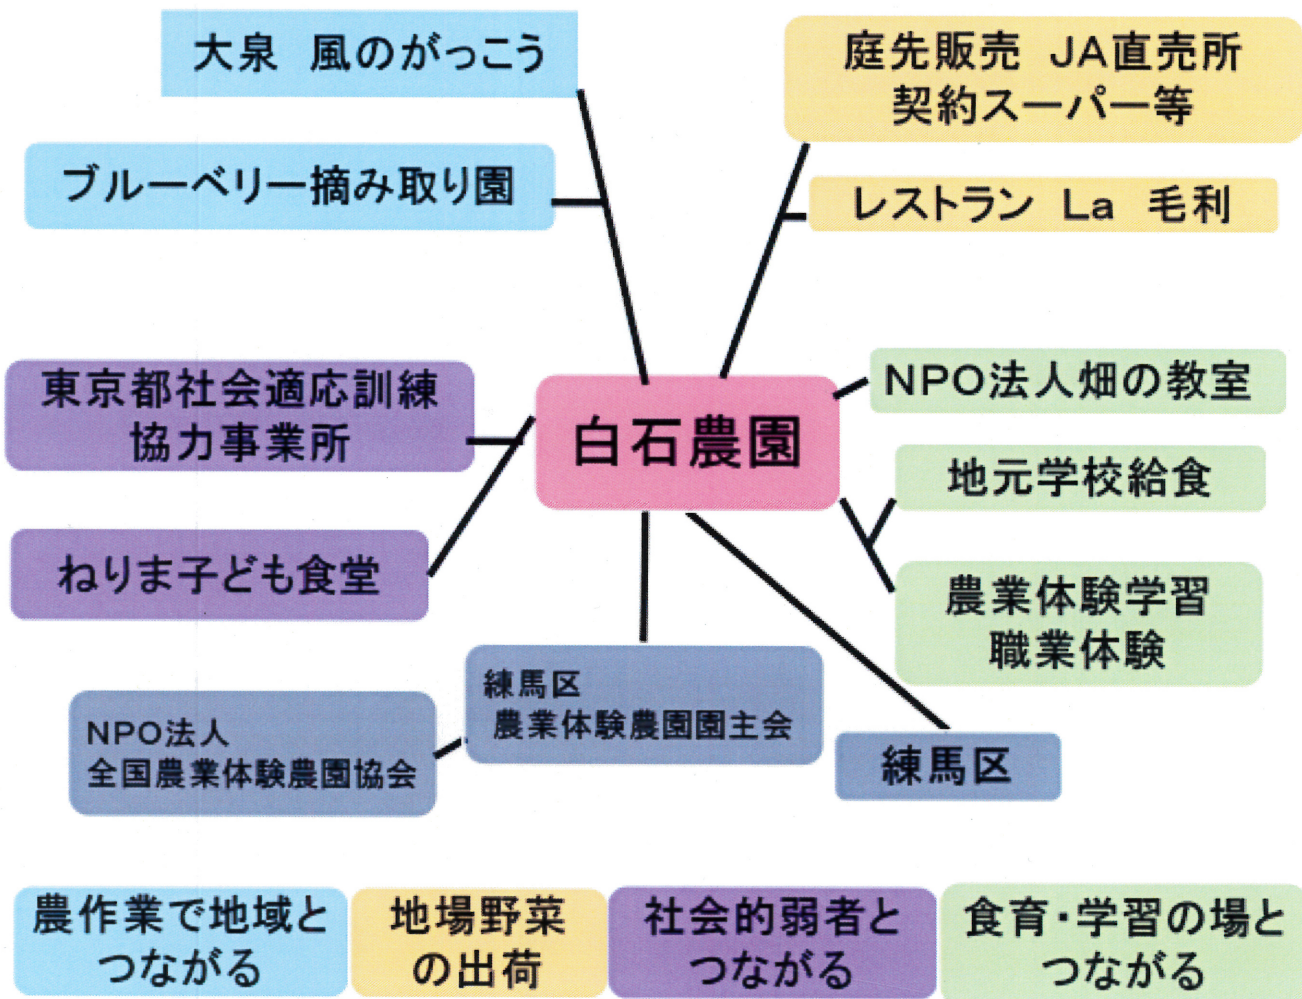 大泉 風のがっこう
庭先販売 JA直売所
契約スーパー等
ブルーベリー摘み取り園
レストラン La 毛利
東京都社会適応訓練
協力事業所
白石農園
NPO法人畑の教室
地元学校給食
ねりま子ども食堂
農業体験学習
職業体験
練馬区
農業体験農園園主会
NPO法人
全国農業体験農園協会
練馬区
農作業で地域と
つながる
地場野菜
の出荷
社会的弱者と
つながる
食育・学習の場と
つながる